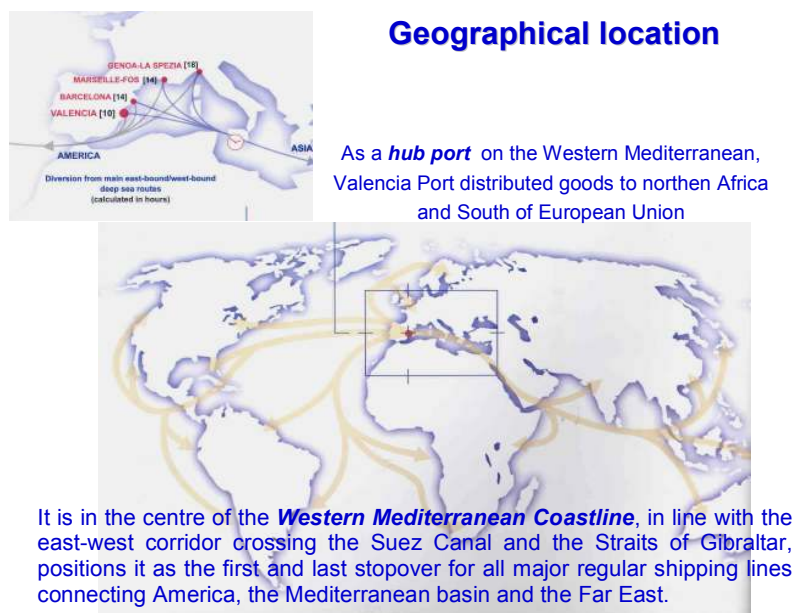 Geographical location
GENOA-LA SPEZIA [18]
MARSEILLE-FOS [14]
BARCELONA [14]
VALENCIA [10]
AMERICA
ASIA
Diversion from main east-bound/west-bound
deep sea routes
(calculated in hours)
As a hub port on the Western Mediterranean,
Valencia Port distributed goods to northen Africa
and South of European Union
It is in the centre of the Western Mediterranean Coastline, in line with the
east-west corridor crossing the Suez Canal and the Straits of Gibraltar,
positions it as the first and last stopover for all major regular shipping lines
connecting America, the Mediterranean basin and the Far East.